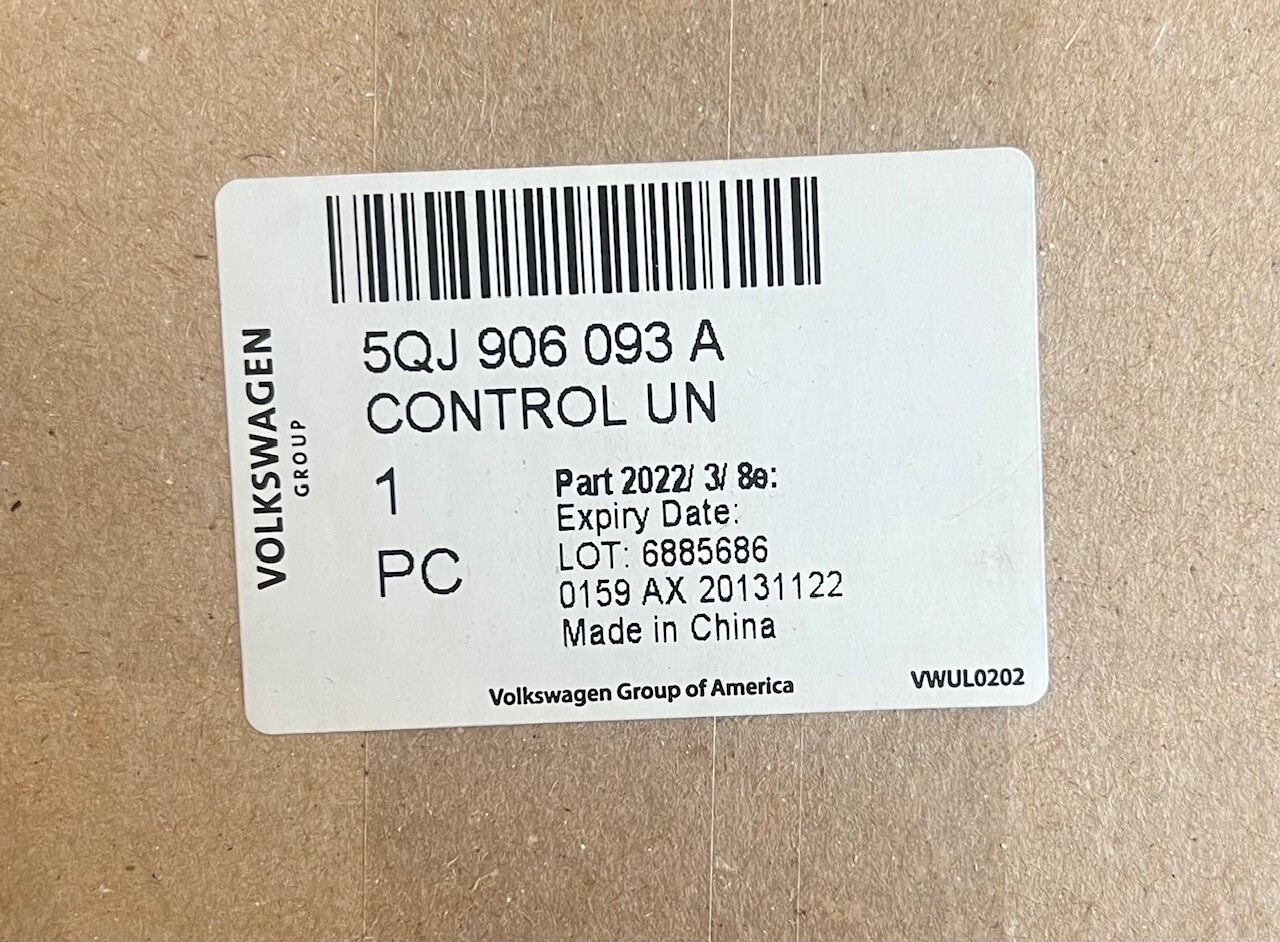 VOLKSWAGEN
GROUP
5QJ 906 093 A
CONTROL UN
1
PC
Part 2022/ 3/ 8e:
Expiry Date:
LOT: 6885686
0159 AX 20131122
Made in China
Volkswagen Group of America
VWUL0202